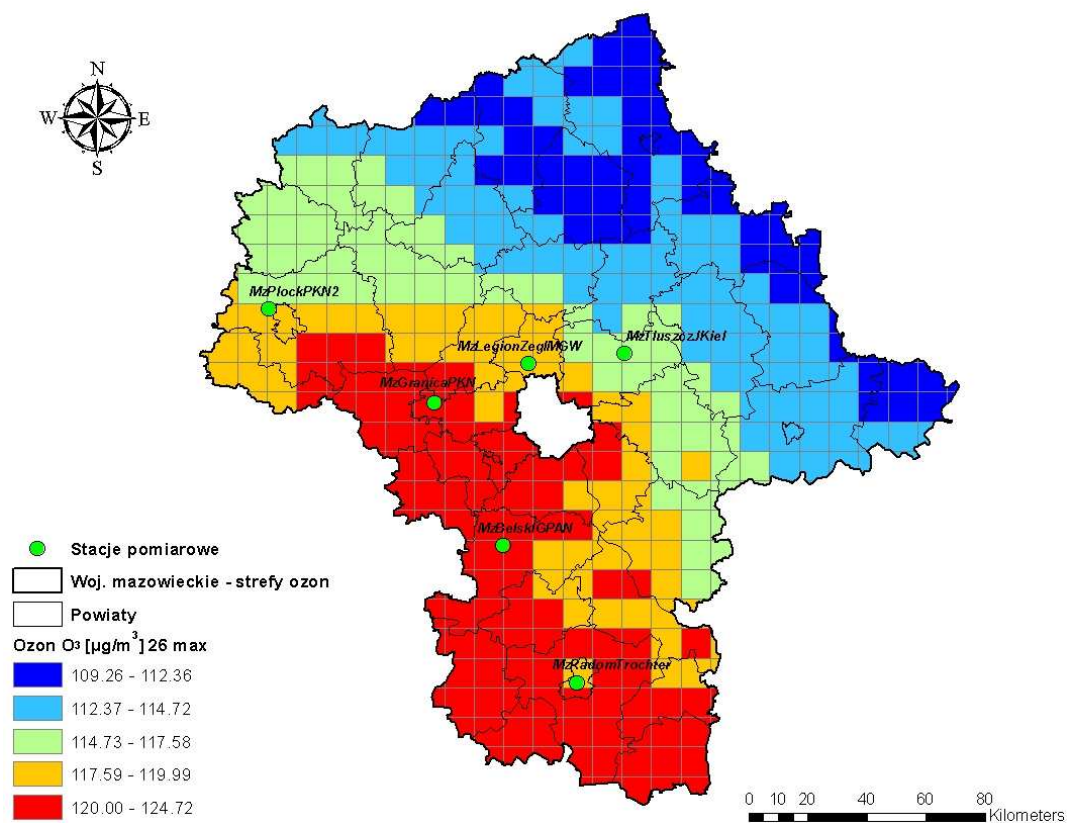 N
W E
S
MzPlockPKN2
MzTluszczJKiel
MzLegionZegIMGW
MzGranicaPKN
MzBelskIGPAN
MzRadomTrochter
Stacje pomiarowe
Woj. mazowieckie - strefy ozon
Powiaty
Ozon O3 [µg/m³] 26 max
109.26 - 112.36
112.37 - 114.72
114.73 - 117.58
117.59 - 119.99
120.00 - 124.72
0 10 20 40 60 80
Kilometers